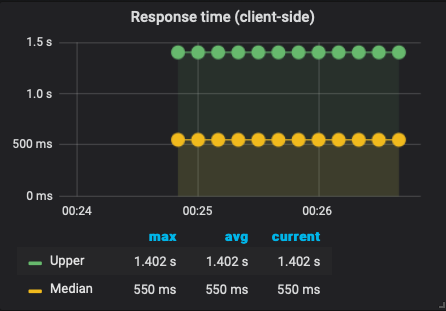 Response time (client-side)
1.5 s
1.0 s
500 ms
0 ms
00:24 00:25 00:26
max avg current
Upper 1.402 s 1.402 s 1.402 s
Median 550 ms 550 ms 550 ms